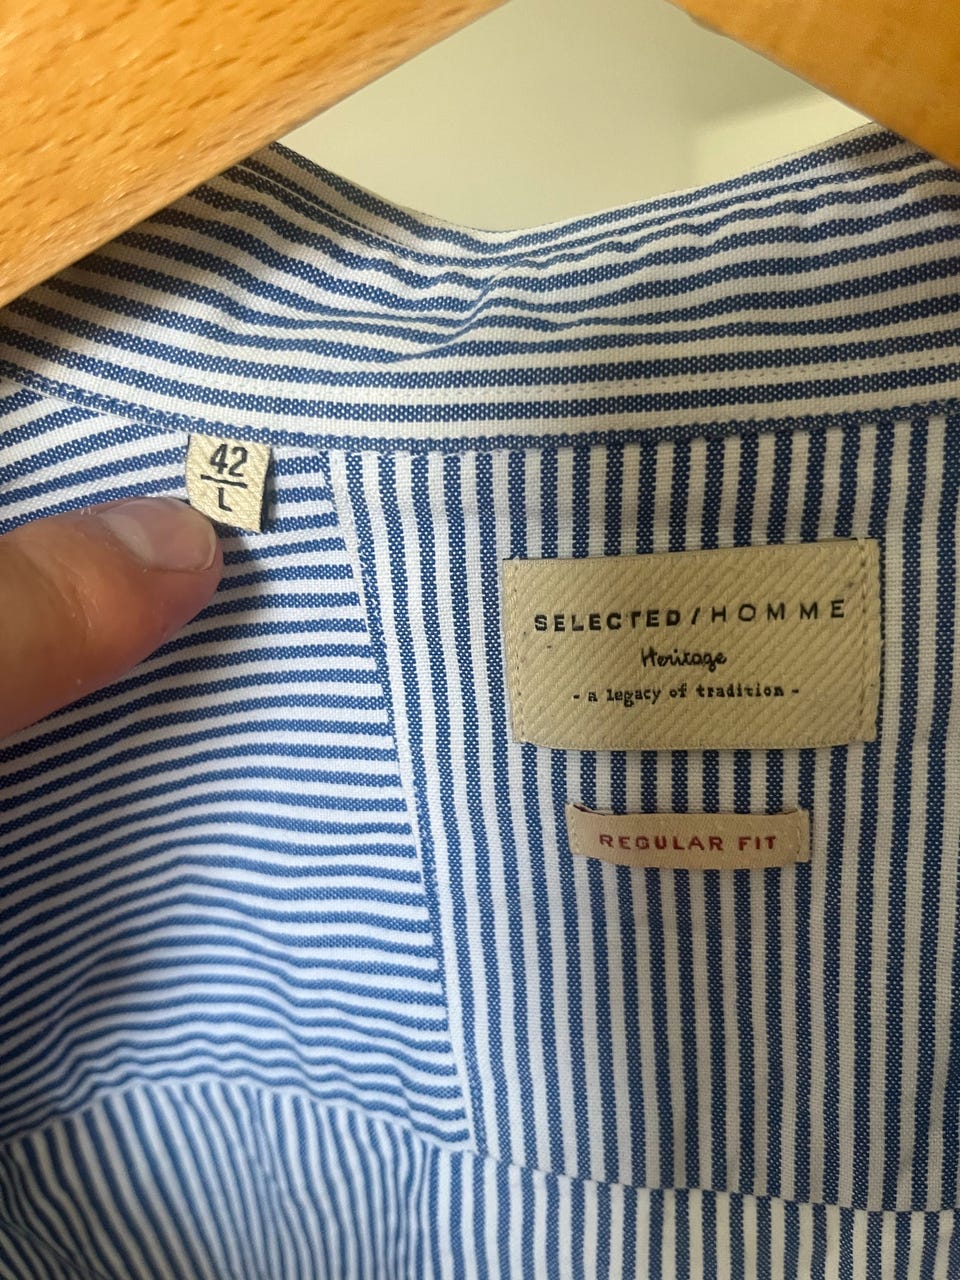 42
L
SELECTED/HOMME
Heritage
- a legacy of tradition -
REGULAR FIT